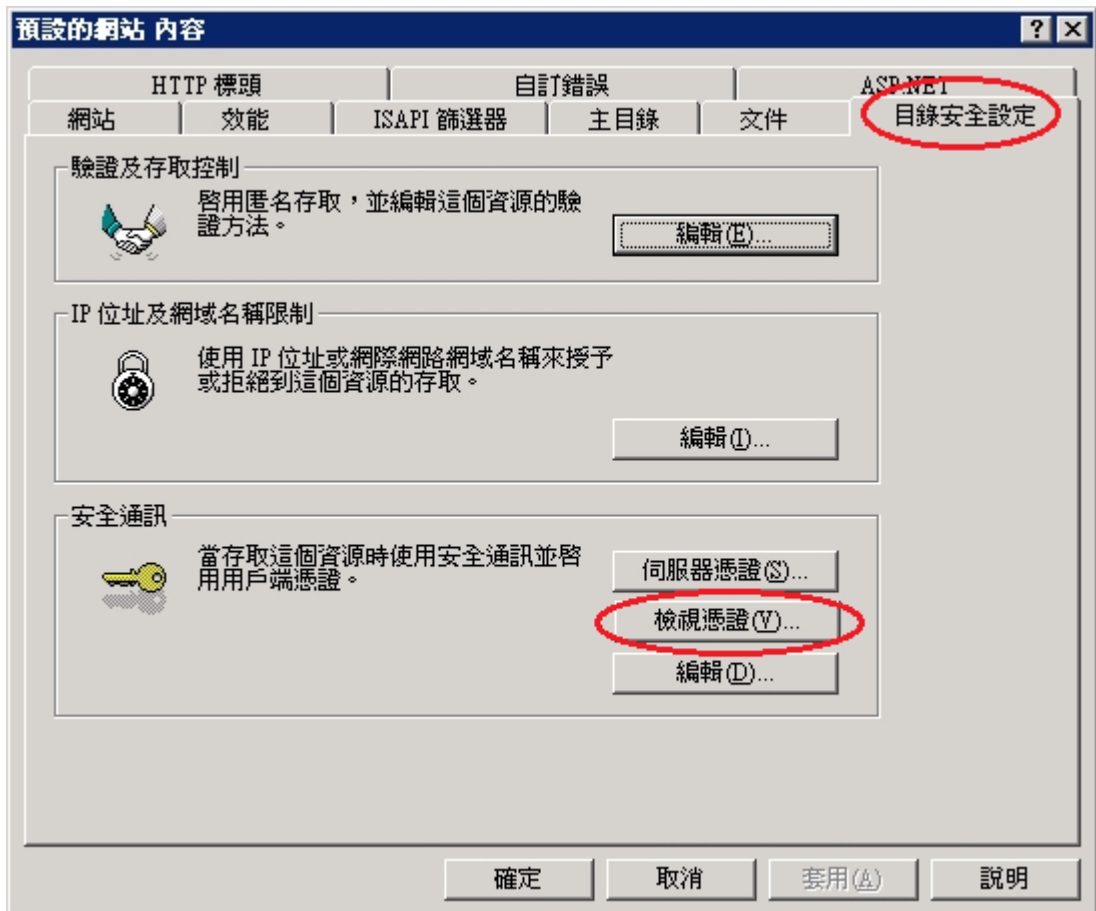 預設的網站 內容
HTTP 標頭
自訂錯誤
ASP.NET
網站
效能
ISAPI 篩選器
主目錄
文件
目錄安全設定
驗證及存取控制
啓用匿名存取，並編輯這個資源的驗
證方法。
編輯(E)...
IP 位址及網域名稱限制
使用 IP 位址或網際網路網域名稱來授予
或拒絕到這個資源的存取。
編輯(I)...
安全通訊
當存取這個資源時使用安全通訊並啓
用用戶端憑證。
伺服器憑證(S)...
檢視憑證(V)...
編輯(D)...
確定
取消
套用(A)
說明